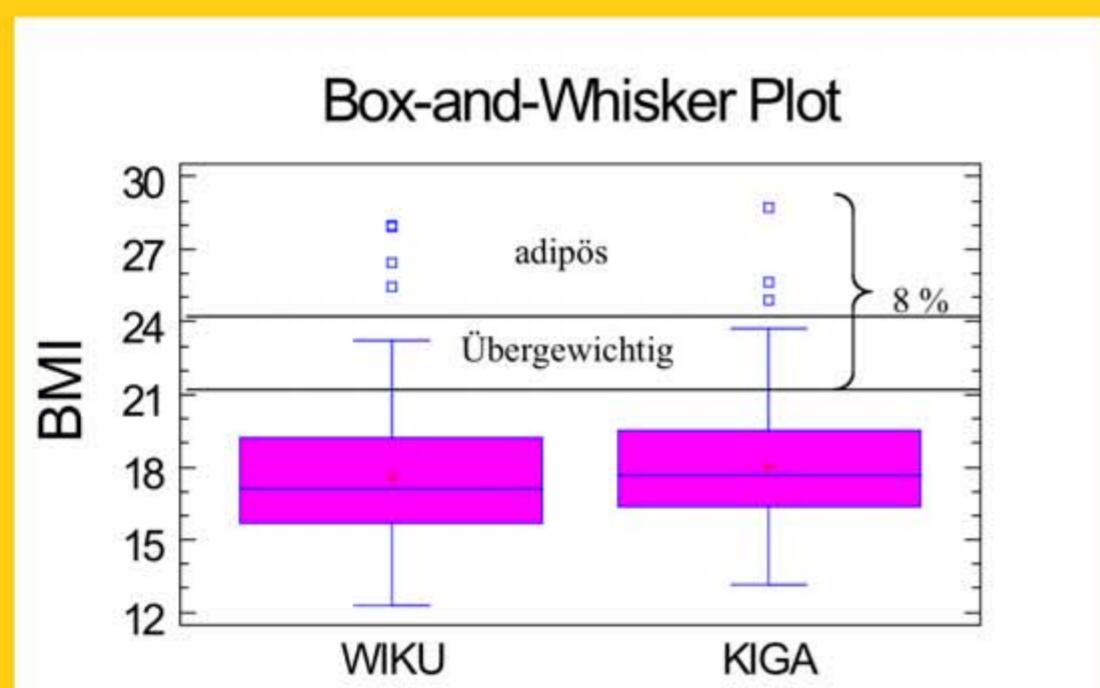 Box-and-Whisker Plot
30
27
24
21
18
15
12
BMI
adipös
8 %
Übergewichtig
WIKU
KIGA